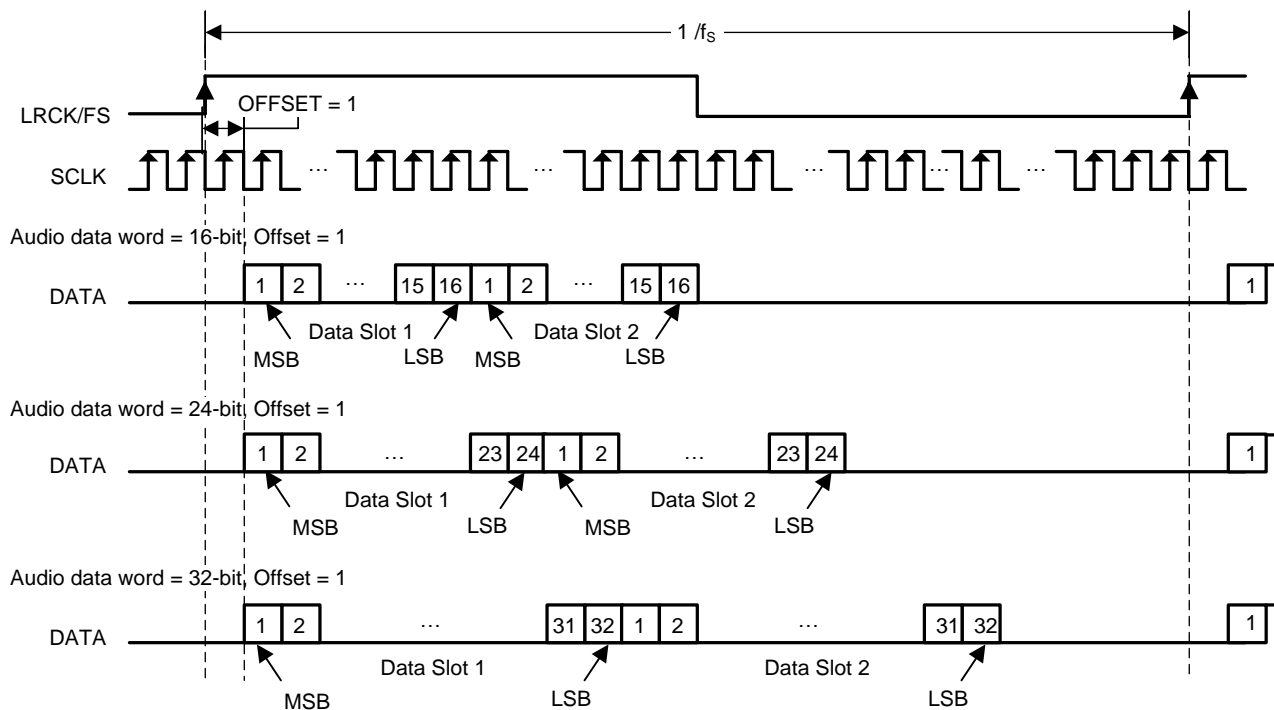 1 /fS
LRCK/FS
OFFSET = 1
SCLK
... ... ... ... ...
Audio data word = 16-bit, Offset = 1
DATA
1 2 ... 15 16 1 2 ... 15 16 1
Data Slot 1 Data Slot 2
MSB LSB MSB LSB
Audio data word = 24-bit, Offset = 1
DATA
1 2 ... 23 24 1 2 ... 23 24 1
Data Slot 1 Data Slot 2
MSB LSB MSB LSB
Audio data word = 32-bit, Offset = 1
DATA
1 2 ... 31 32 1 2 ... 31 32 1
Data Slot 1 Data Slot 2
MSB LSB LSB